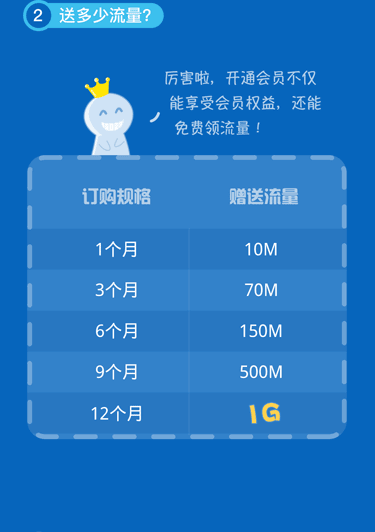 2 送多少流量?
厉害啦，开通会员不仅
能享受会员权益，还能
免费领流量！
订购规格 赠送流量
1个月 10M
3个月 70M
6个月 150M
9个月 500M
12个月 1G